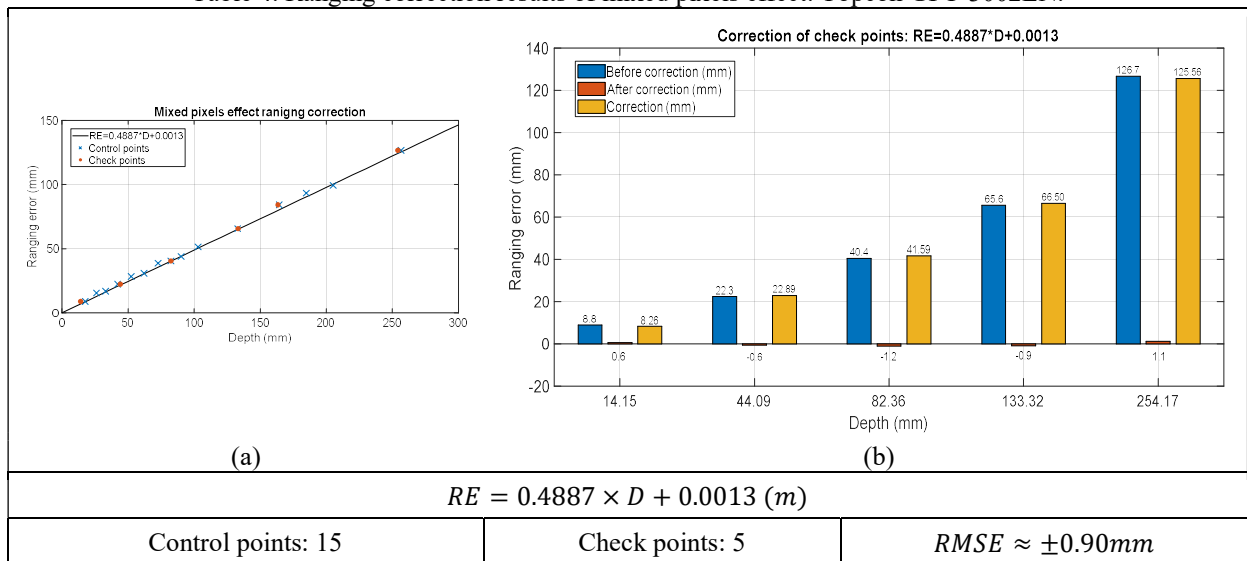 Mixed pixels effect ranigng correction
Ranging error (mm)
150
100
50
0
RE=0.4887*D+0.0013
Control points
Check points
0 50 100 150 200 250 300
Depth (mm)
(a)
Correction of check points: RE=0.4887*D+0.0013
Ranging error (mm)
140
120
100
80
60
40
20
0
-20
Before correction (mm)
After correction (mm)
Correction (mm)
8.8 0.6 8.26
22.3 -0.6 22.89
40.4 -1.2 41.59
65.6 -0.9 66.50
126.7 1.1 125.56
14.15 44.09 82.36 133.32 254.17
Depth (mm)
(b)
RE = 0.4887 × D + 0.0013 (m)
Control points: 15 Check points: 5 RMSE ≈ ±0.90mm